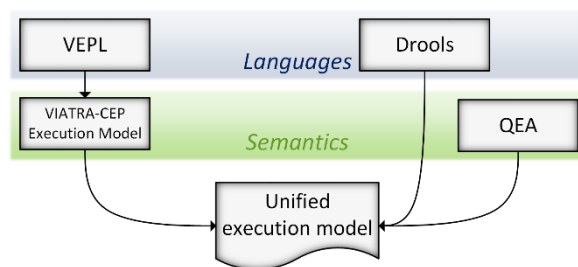 VEPL
Drools
Languages
VIATRA-CEP
Execution Model
QEA
Semantics
Unified
execution model